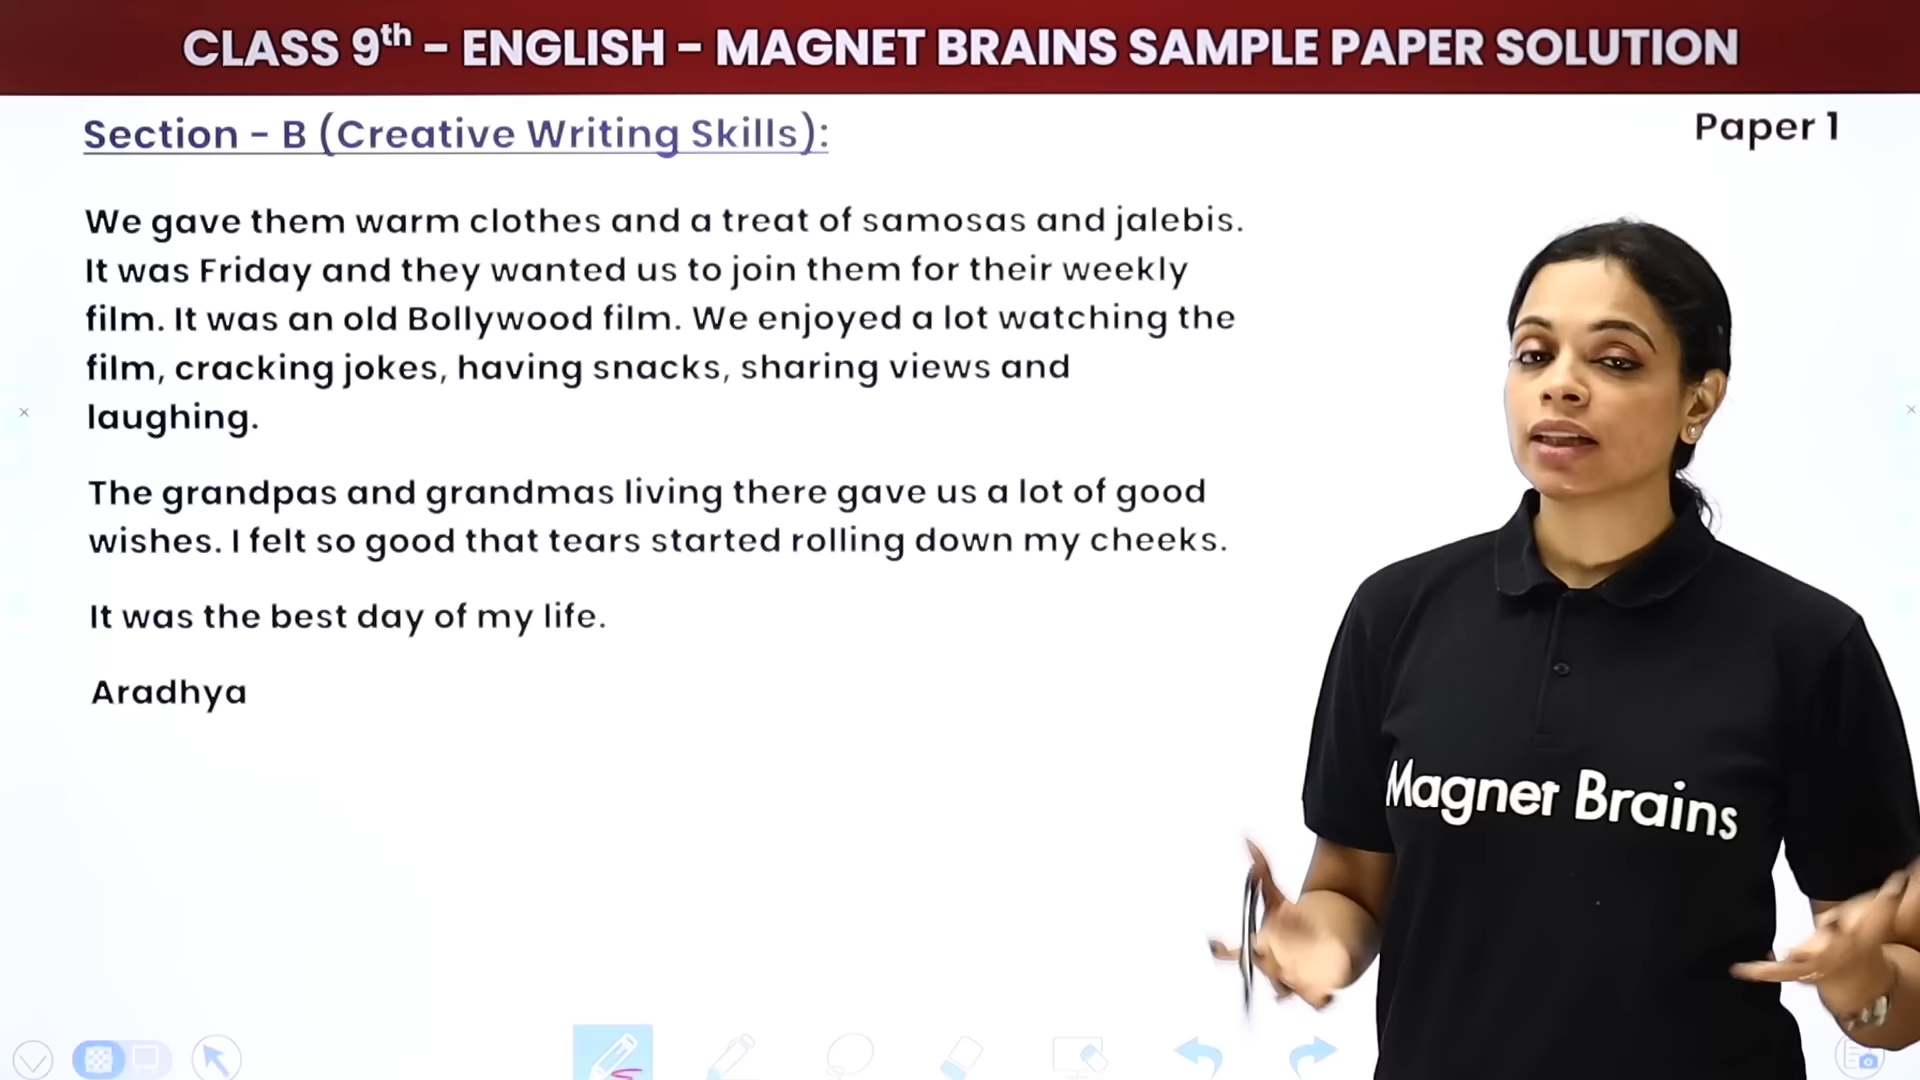 CLASS 9th – ENGLISH – MAGNET BRAINS SAMPLE PAPER SOLUTION
Section - B (Creative Writing Skills):
Paper 1
We gave them warm clothes and a treat of samosas and jalebis.
It was Friday and they wanted us to join them for their weekly
film. It was an old Bollywood film. We enjoyed a lot watching the
film, cracking jokes, having snacks, sharing views and
laughing.
The grandpas and grandmas living there gave us a lot of good
wishes. I felt so good that tears started rolling down my cheeks.
It was the best day of my life.
Aradhya
Magnet Brains